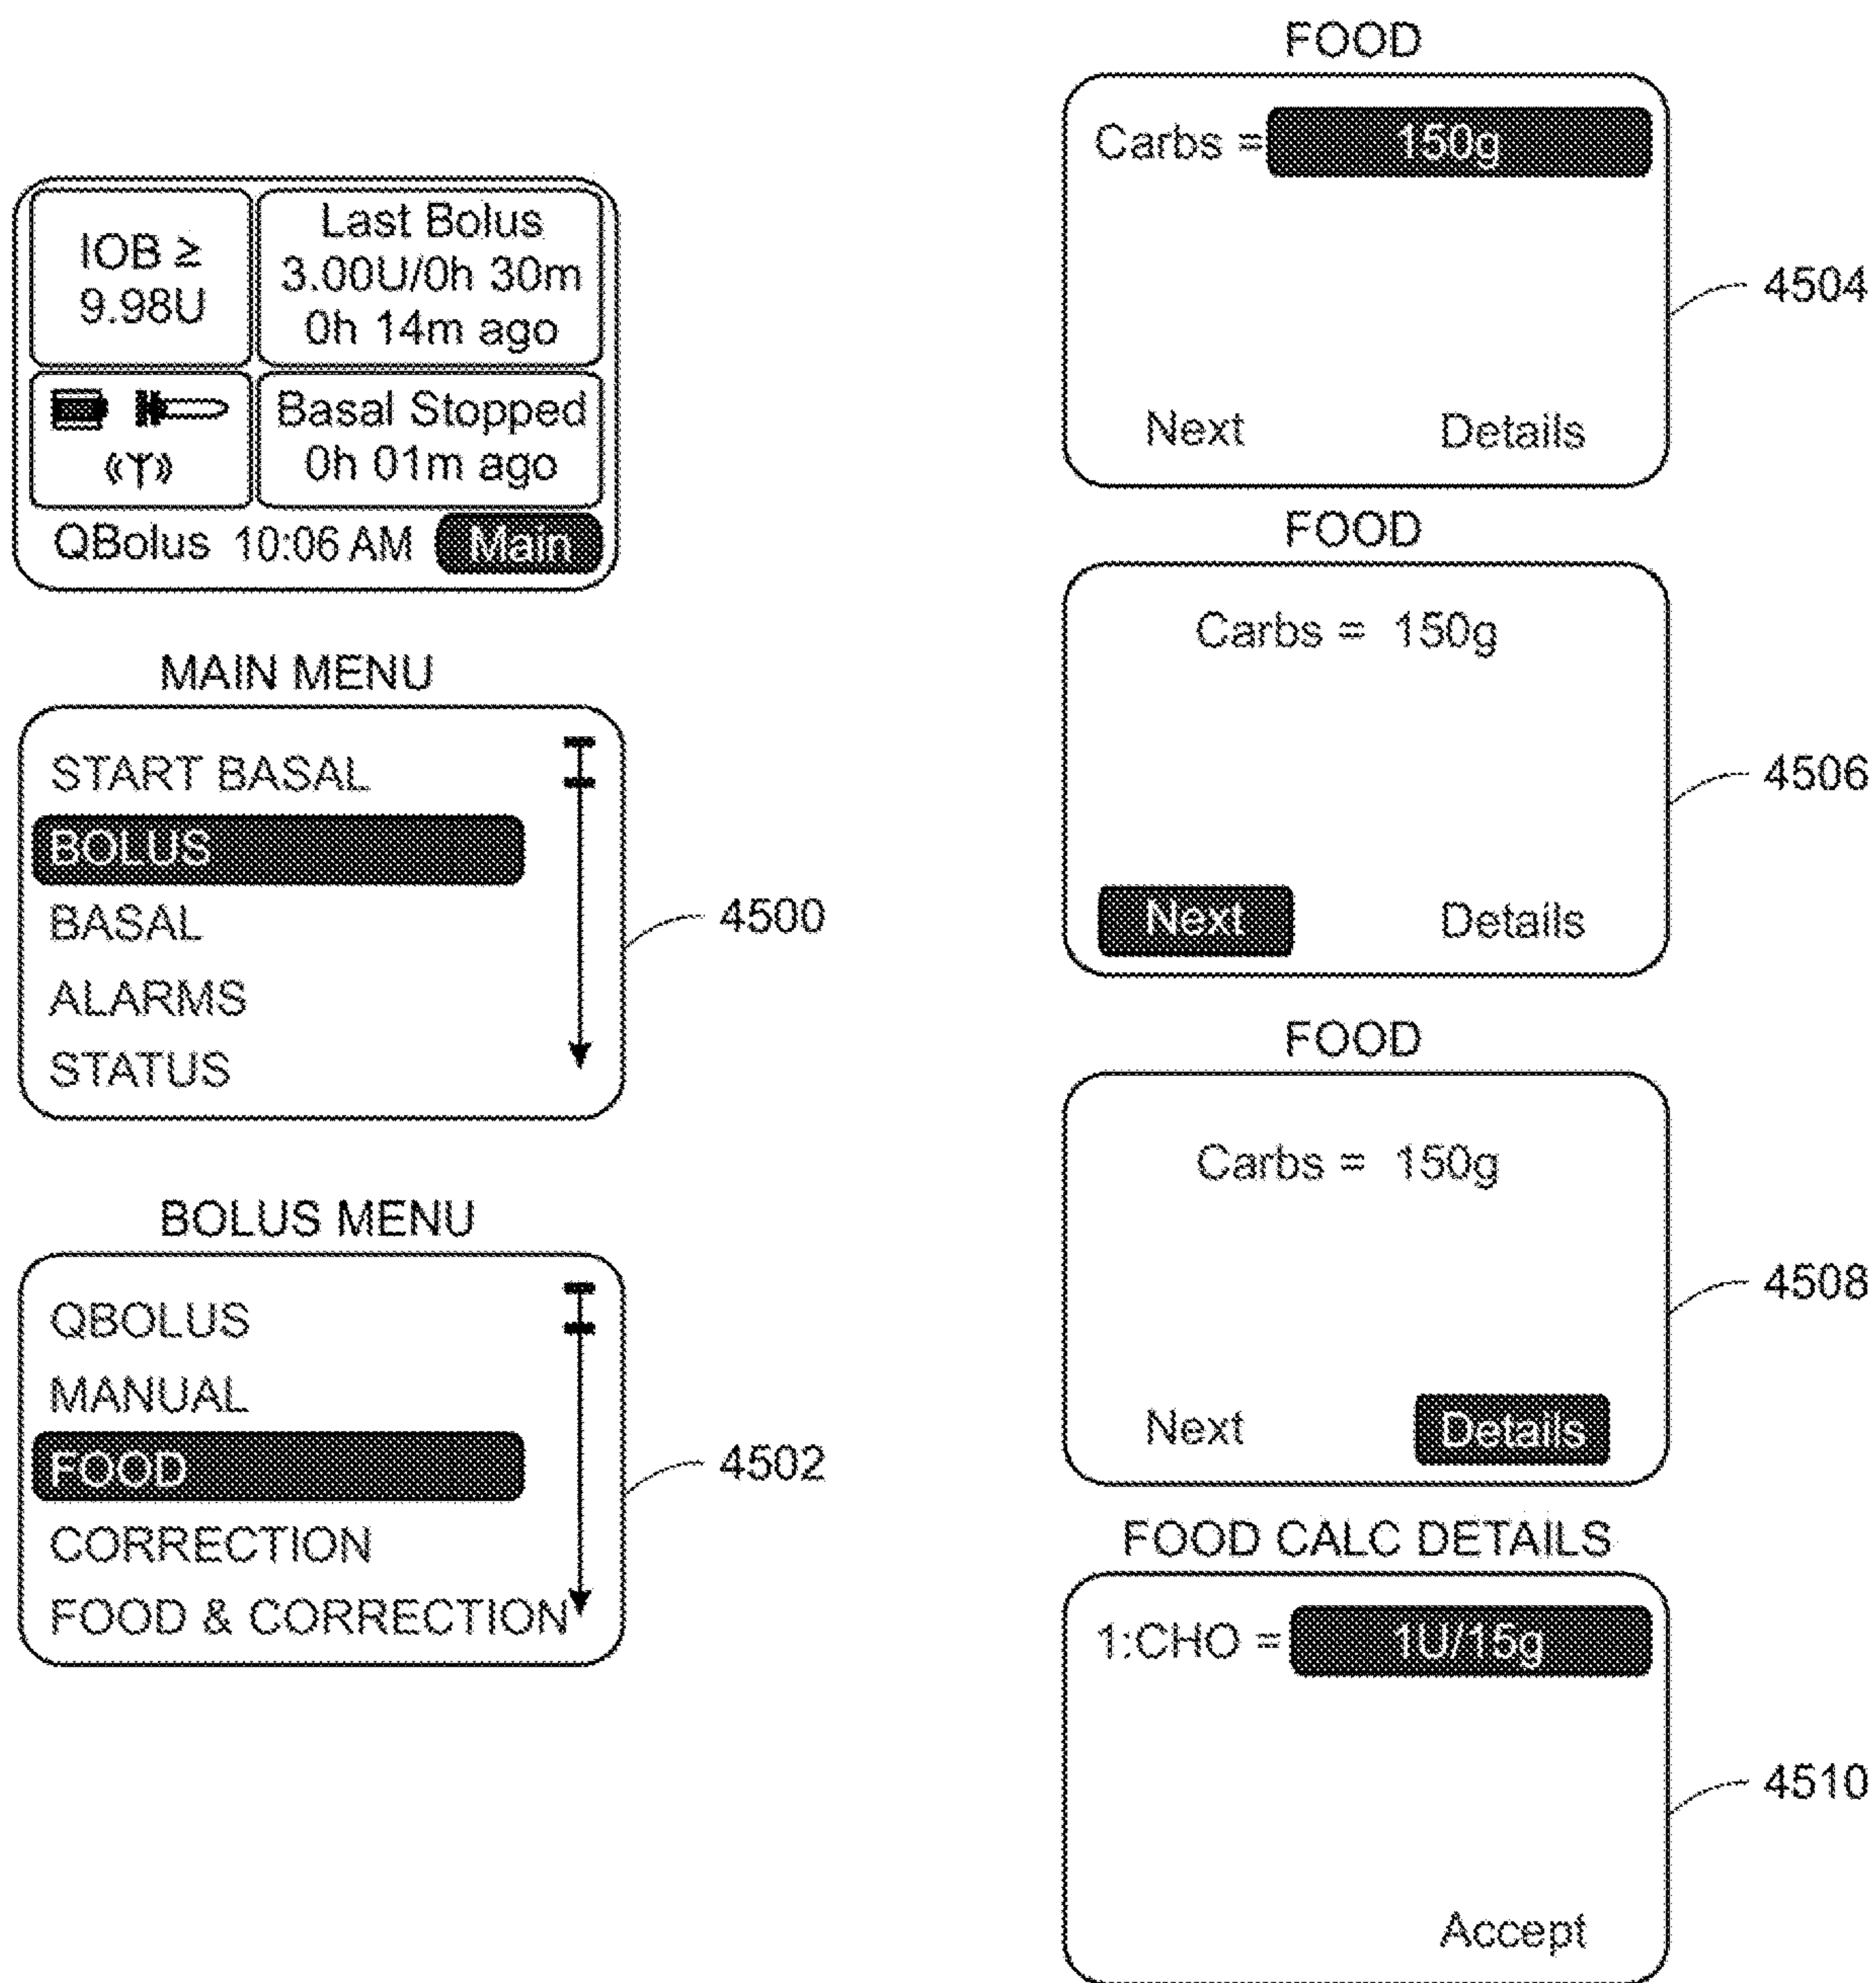 IOB ≥
9.98U
Last Bolus
3.00U/0h 30m
0h 14m ago
Basal Stopped
0h 01m ago
QBolus 10:06 AM Main
MAIN MENU
START BASAL
BOLUS
BASAL
ALARMS
STATUS
4500
BOLUS MENU
QBOLUS
MANUAL
FOOD
CORRECTION
FOOD & CORRECTION
4502
FOOD
Carbs = 150g
Next Details
4504
FOOD
Carbs = 150g
Next Details
4506
FOOD
Carbs = 150g
Next Details
4508
FOOD CALC DETAILS
1:CHO = 1U/15g
Accept
4510